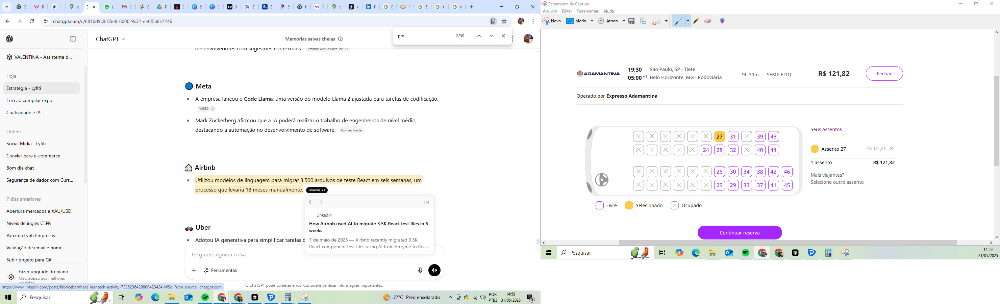 chatgpt.com/c/6810d9c8-85e8-8000-9c32-ee0f5a8e7246
pre
2/50
ChatGPT
Memórias salvas cheias
VALENTINA - Assistente d...
Hoje
Estratégia - Lyfiti
Erro ao compilar expo
Criatividade e IA
Ontem
Social Midia - Lyfiti
Crawler para e-commerce
Bom dia chat
Segurança de dados com Curs...
7 dias anteriores
Abertura mercados e XAU/USD
Níveis de inglês CEFR
Parceria Lyfiti Empresas
Validação de email e nome
Subir projeto para Git
Fazer upgrade do plano
Mais acesso aos melhores
modelos
desenvolvedores com sugestões contextuais. Amazon Web Services, Inc. +1
Meta
A empresa lançou o Code Llama, uma versão do modelo Llama 2 ajustada para tarefas de codificação.
WIRED +2
Mark Zuckerberg afirmou que a IA poderá realizar o trabalho de engenheiros de nível médio,
destacando a automação no desenvolvimento de software. Business Insider
Airbnb
Utilizou modelos de linguagem para migrar 3.500 arquivos de teste React em seis semanas, um
processo que levaria 18 meses manualmente. LinkedIn +3
1/4
LinkedIn
How Airbnb used AI to migrate 3.5K React test files in 6
weeks
7 de maio de 2025 — Airbnb recently migrated 3.5K
React component test files using AI from Enzyme to Rea...
Uber
Adotou IA generativa para simplificar tarefas
Pergunte alguma coisa
Ferramentas
O ChatGPT pode cometer erros. Considere verificar informações importantes.
https://www.linkedin.com/posts/fabricebernhard_leantech-activity-7326236429800423424-WSo_?utm_source=chatgpt.com
Pesquisar
27°C Pred ensolarado
POR
PTB2
14:59
31/05/2025
5
Ferramenta de Captura
Arquivo Editar Ferramentas Ajuda
Novo Modo Atraso
ADAMANTINA
19:30 Sao Paulo, SP - Tiete
05:00 +1 Belo Horizonte, MG - Rodoviária
9h 30m SEMILEITO R$ 121,82 Fechar
Operado por Expresso Adamantina
27 31 39 43
24 28 32 40 44
26 30 34 38 42 46
25 29 33 37 41 45
Livre Selecionado Ocupado
Seus assentos
Assento 27 R$ 121,82
1 assento R$ 121,82
Mais viajantes?
Selecione outro assento
Continuar reserva
Pesquisar
14:59
31/05/2025